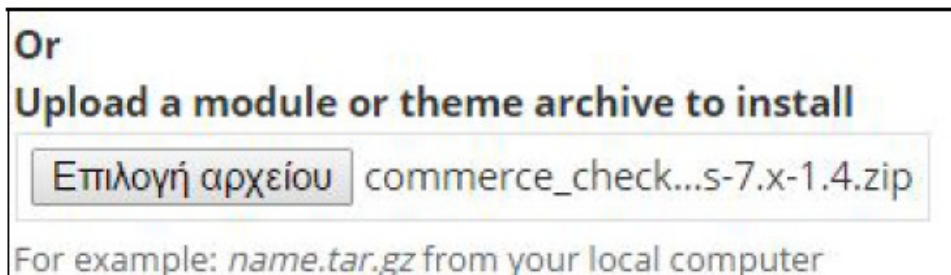 Or
Upload a module or theme archive to install
Επιλογή αρχείου commerce_check...s-7.x-1.4.zip
For example: name.tar.gz from your local computer